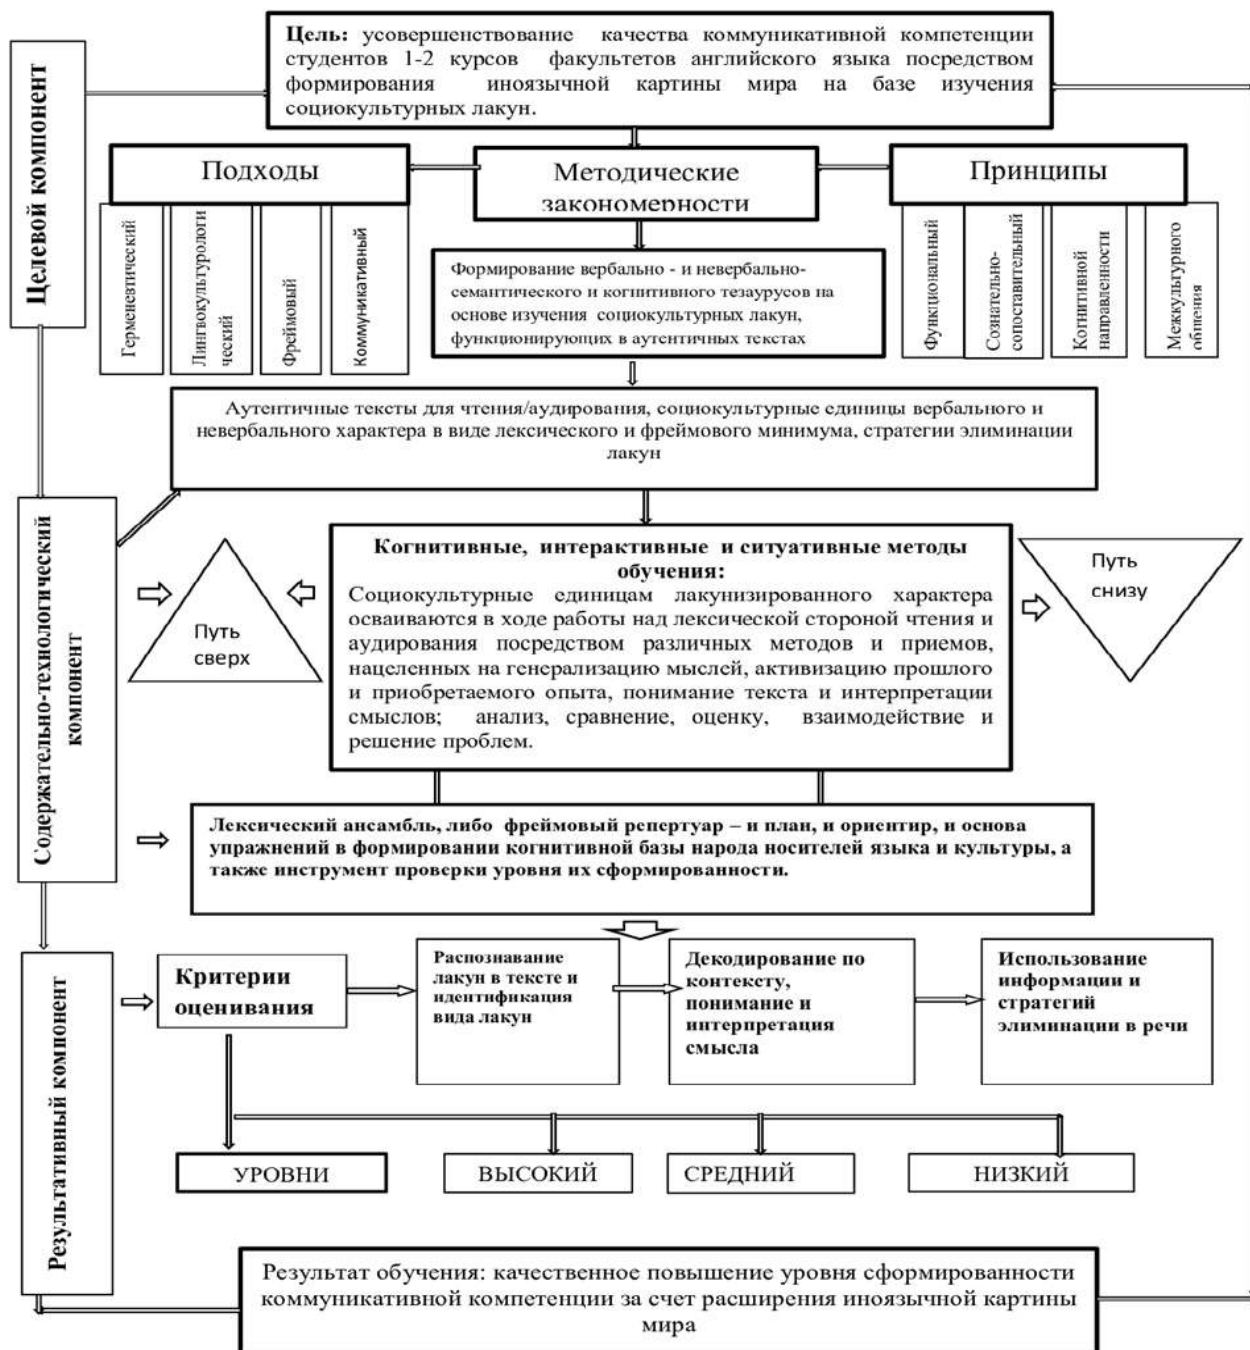 Цель: усовершенствование качества коммуникативной компетенции
студентов 1-2 курсов факультетов английского языка посредством
формирования иноязычной картины мира на базе изучения
социокультурных лакун.
Целевой компонент
Подходы
Методические
закономерности
Принципы
Герменевтический
Лингвокультурологи
ческий
Фреймовый
Коммуникативный
Формирование вербально - и невербально-
семантического и когнитивного тезаурусов на
основе изучения социокультурных лакун,
функционирующих в аутентичных текстах
Функциональный
Сознательно-
сопоставительный
Когнитивной
направленности
Межкультурного
общения
Аутентичные тексты для чтения/аудирования, социокультурные единицы вербального и
невербального характера в виде лексического и фреймового минимума, стратегии элиминации
лакун
Содержательно-технологический
компонент
Путь
сверх
Когнитивные, интерактивные и ситуативные методы
обучения:
Социокультурные единицам лакунизированного характера
осваиваются в ходе работы над лексической стороной чтения и
аудирования посредством различных методов и приемов,
нацеленных на генерализацию мыслей, активизацию прошлого
и приобретаемого опыта, понимание текста и интерпретации
смыслов; анализ, сравнение, оценку, взаимодействие и
решение проблем.
Путь
снизу
Лексический ансамбль, либо фреймовый репертуар – и план, и ориентир, и основа
упражнений в формировании когнитивной базы народа носителей языка и культуры, а
также инструмент проверки уровня их сформированности.
Результативный компонент
Критерии
оценивания
Распознавание
лакун в тексте и
идентификация
вида лакун
Декодирование по
контексту,
понимание и
интерпретация
смысла
Использование
информации и
стратегий
элиминации в речи
УРОВНИ
ВЫСОКИЙ
СРЕДНИЙ
НИЗКИЙ
Результат обучения: качественное повышение уровня сформированности
коммуникативной компетенции за счет расширения иноязычной картины
мира